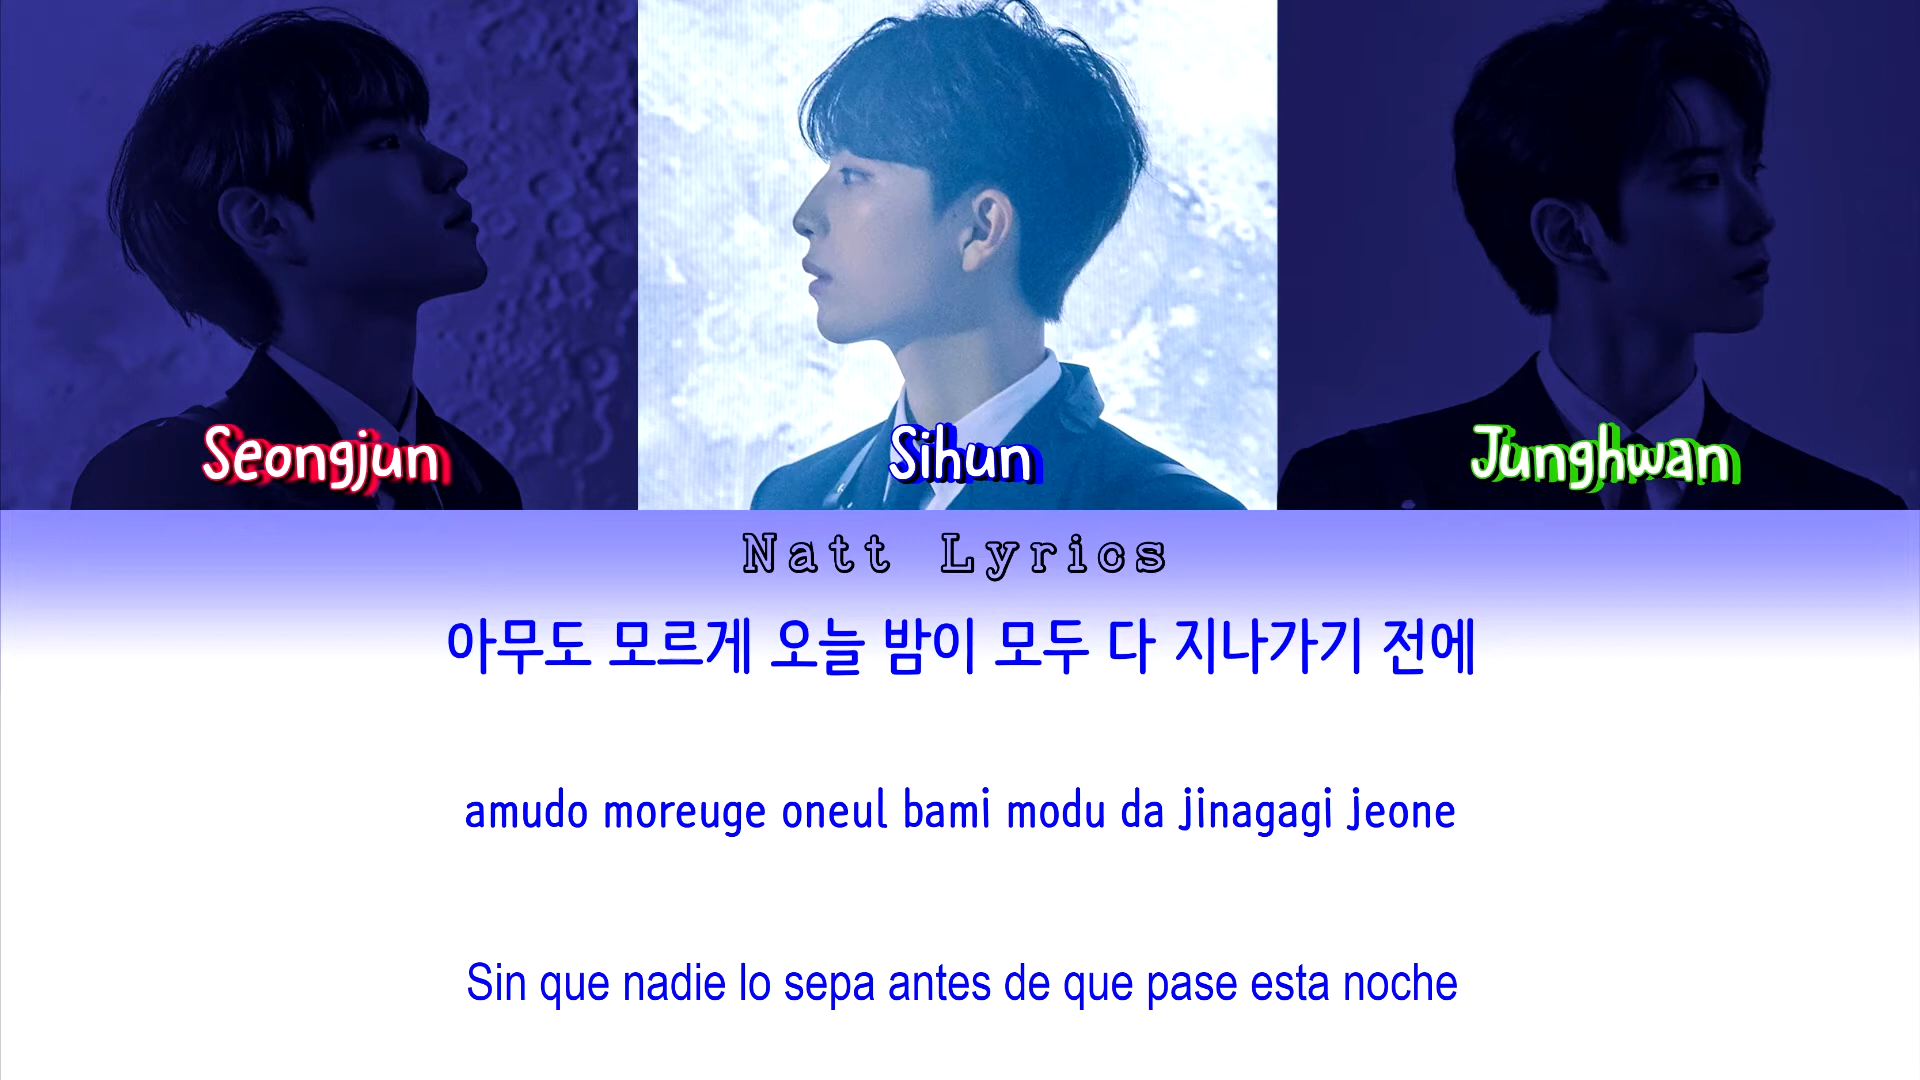 Seongjun
Sihun
Junghwan
Natt Lyrics
아무도 모르게 오늘 밤이 모두 다 지나가기 전에
amudo moreuge oneul bami modu da jinagagi jeone
Sin que nadie lo sepa antes de que pase esta noche